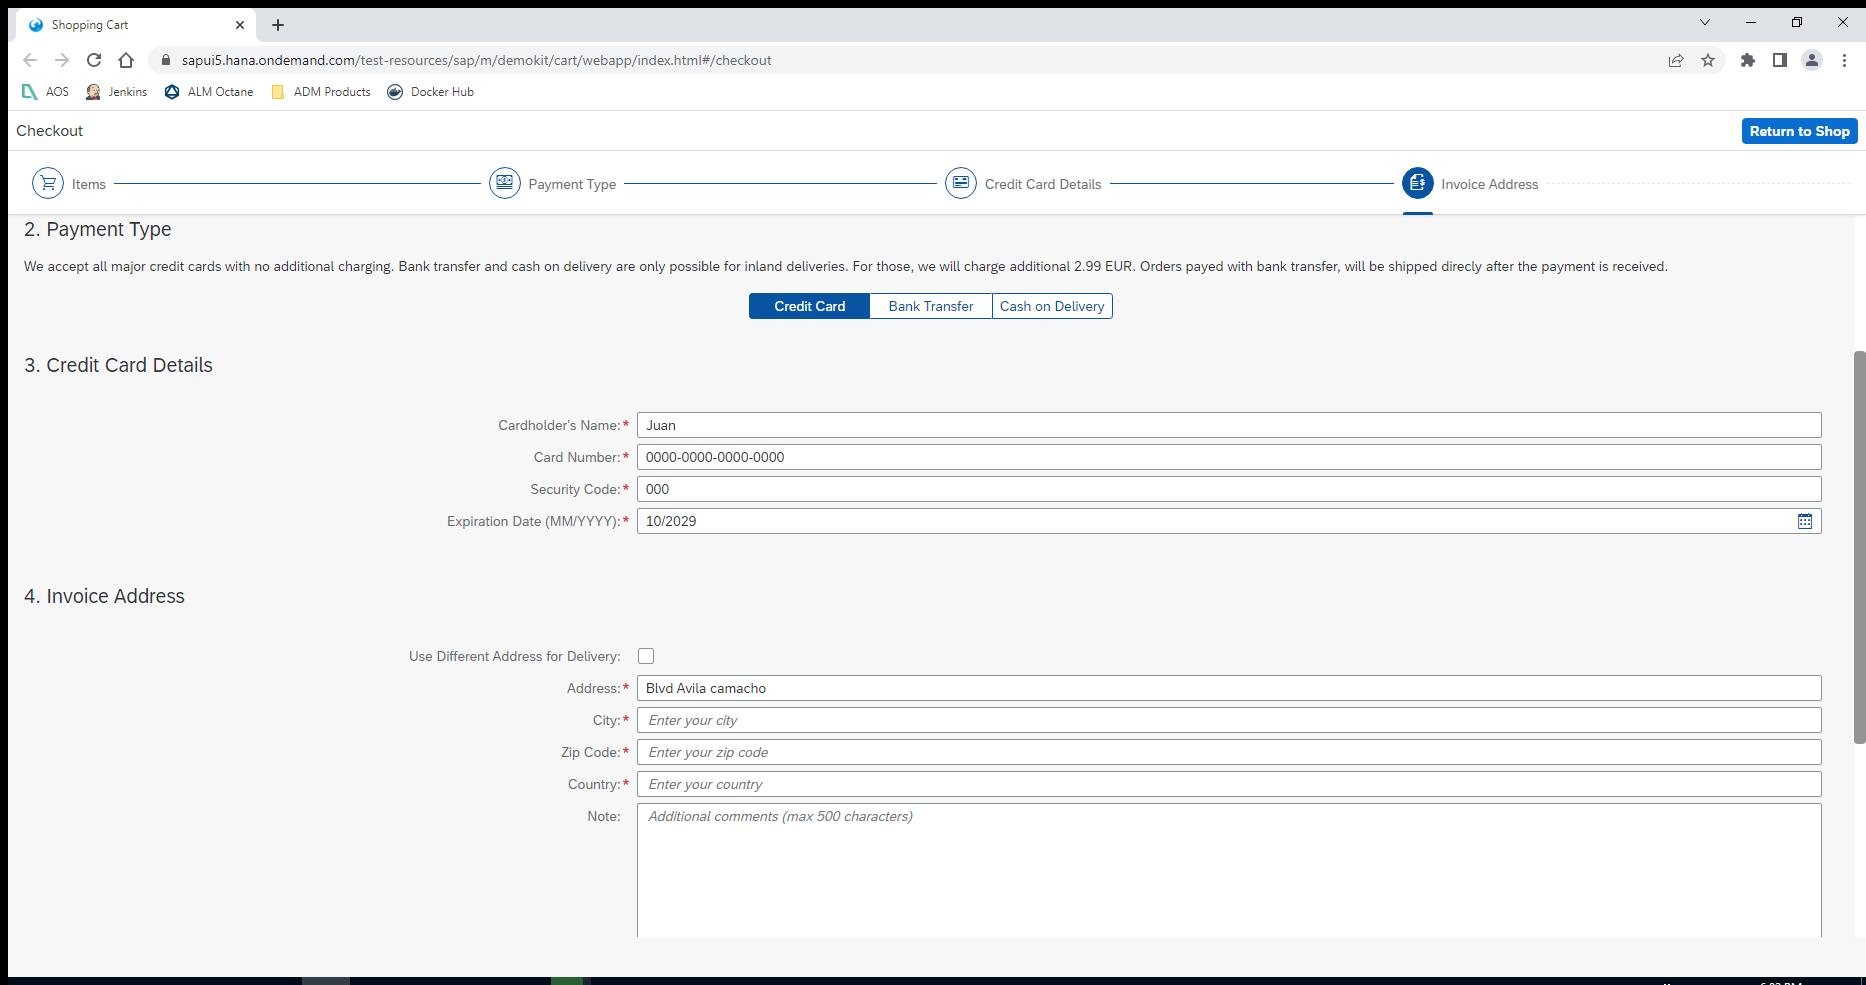 Shopping Cart
sapui5.hana.ondemand.com/test-resources/sap/m/demokit/cart/webapp/index.html#/checkout
AOS Jenkins ALM Octane ADM Products Docker Hub
Checkout Return to Shop
Items Payment Type Credit Card Details Invoice Address
2. Payment Type
We accept all major credit cards with no additional charging. Bank transfer and cash on delivery are only possible for inland deliveries. For those, we will charge additional 2.99 EUR. Orders payed with bank transfer, will be shipped direcly after the payment is received.
Credit Card Bank Transfer Cash on Delivery
3. Credit Card Details
Cardholder's Name:* Juan
Card Number:* 0000-0000-0000-0000
Security Code:* 000
Expiration Date (MM/YYYY):* 10/2029
4. Invoice Address
Use Different Address for Delivery:
Address:* Blvd Avila camacho
City:* Enter your city
Zip Code:* Enter your zip code
Country:* Enter your country
Note: Additional comments (max 500 characters)